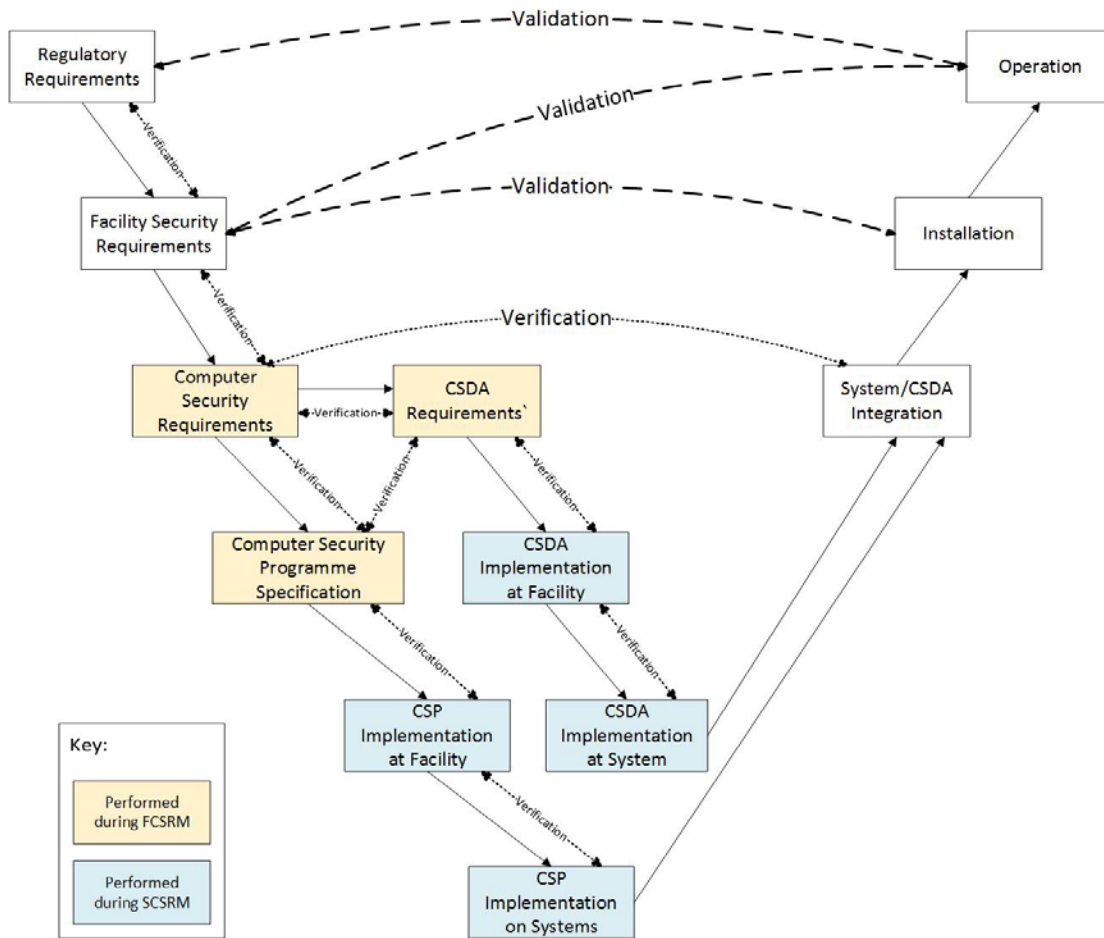 Validation
Regulatory
Requirements
Operation
Validation
Verification
Validation
Facility Security
Requirements
Installation
Verification
Verification
Computer
Security
Requirements
CSDA
Requirements`
System/CSDA
Integration
Verification
Verification
Verification
Verification
Computer Security
Programme
Specification
CSDA
Implementation
at Facility
Verification
Verification
CSP
Implementation
at Facility
CSDA
Implementation
at System
Key:
Performed
during FCSRM
Verification
Performed
during SCSRM
CSP
Implementation
on Systems